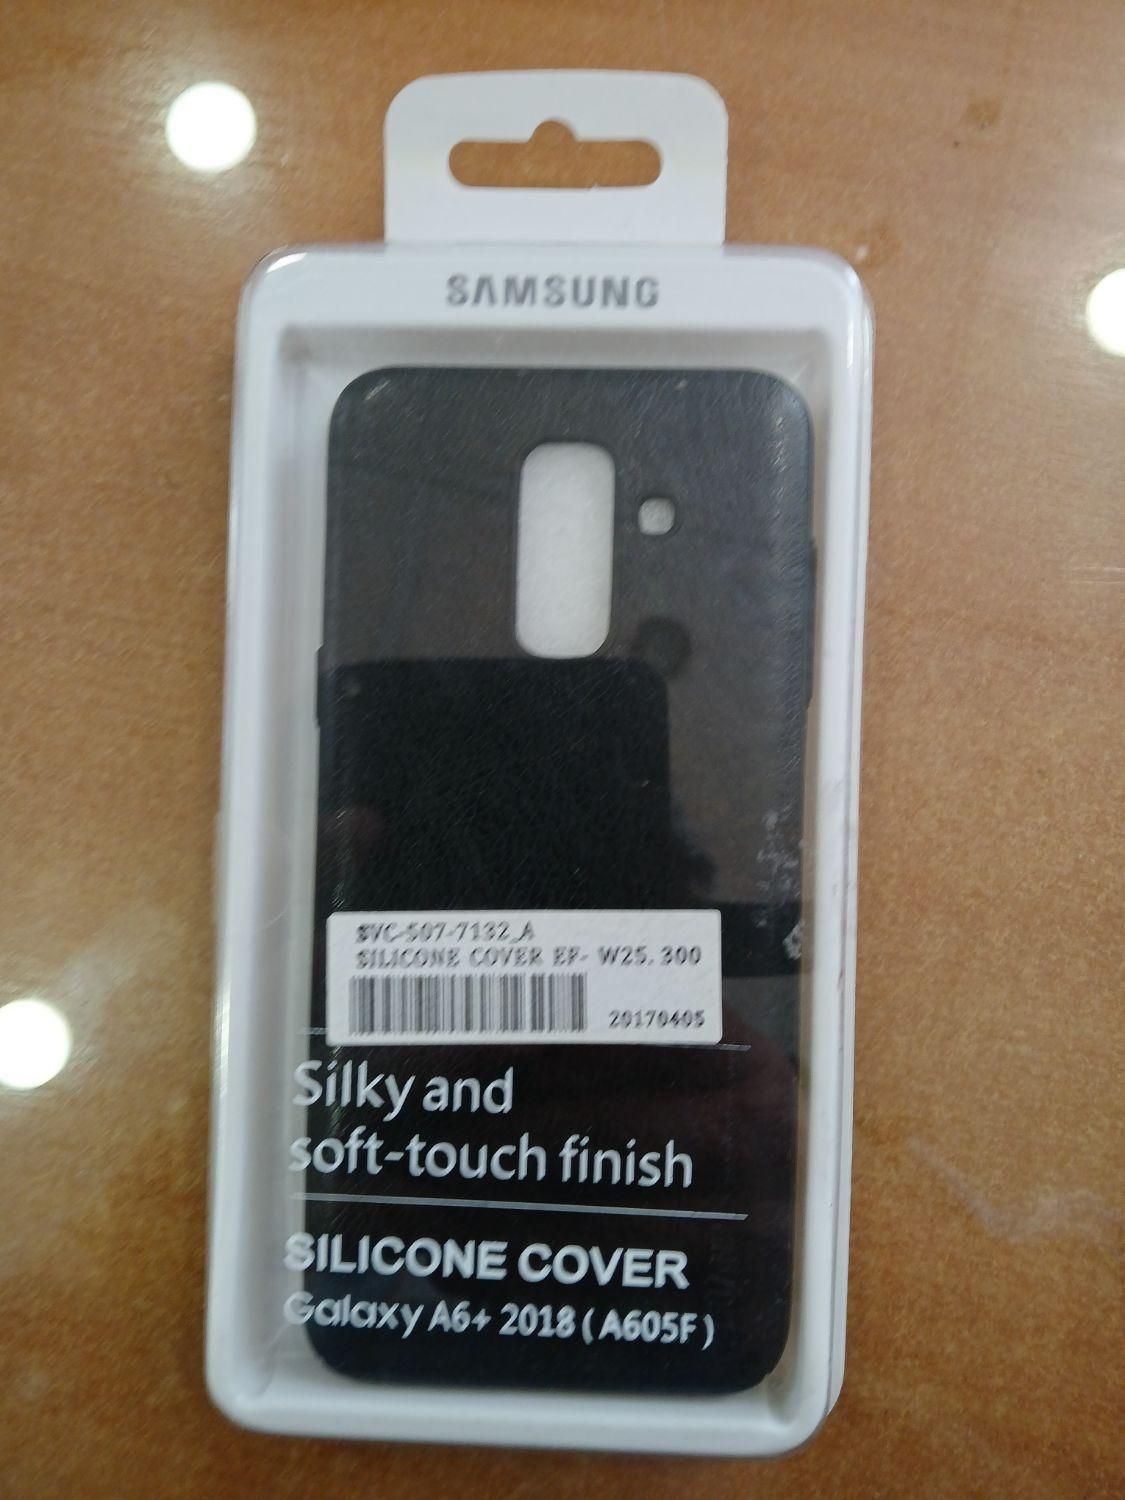 SAMSUNG
SVC-507-7132_A
SILICONE COVER EF- W25.300
20170405
Silky and
soft-touch finish
SILICONE COVER
Galaxy A6+ 2018 ( A605F )